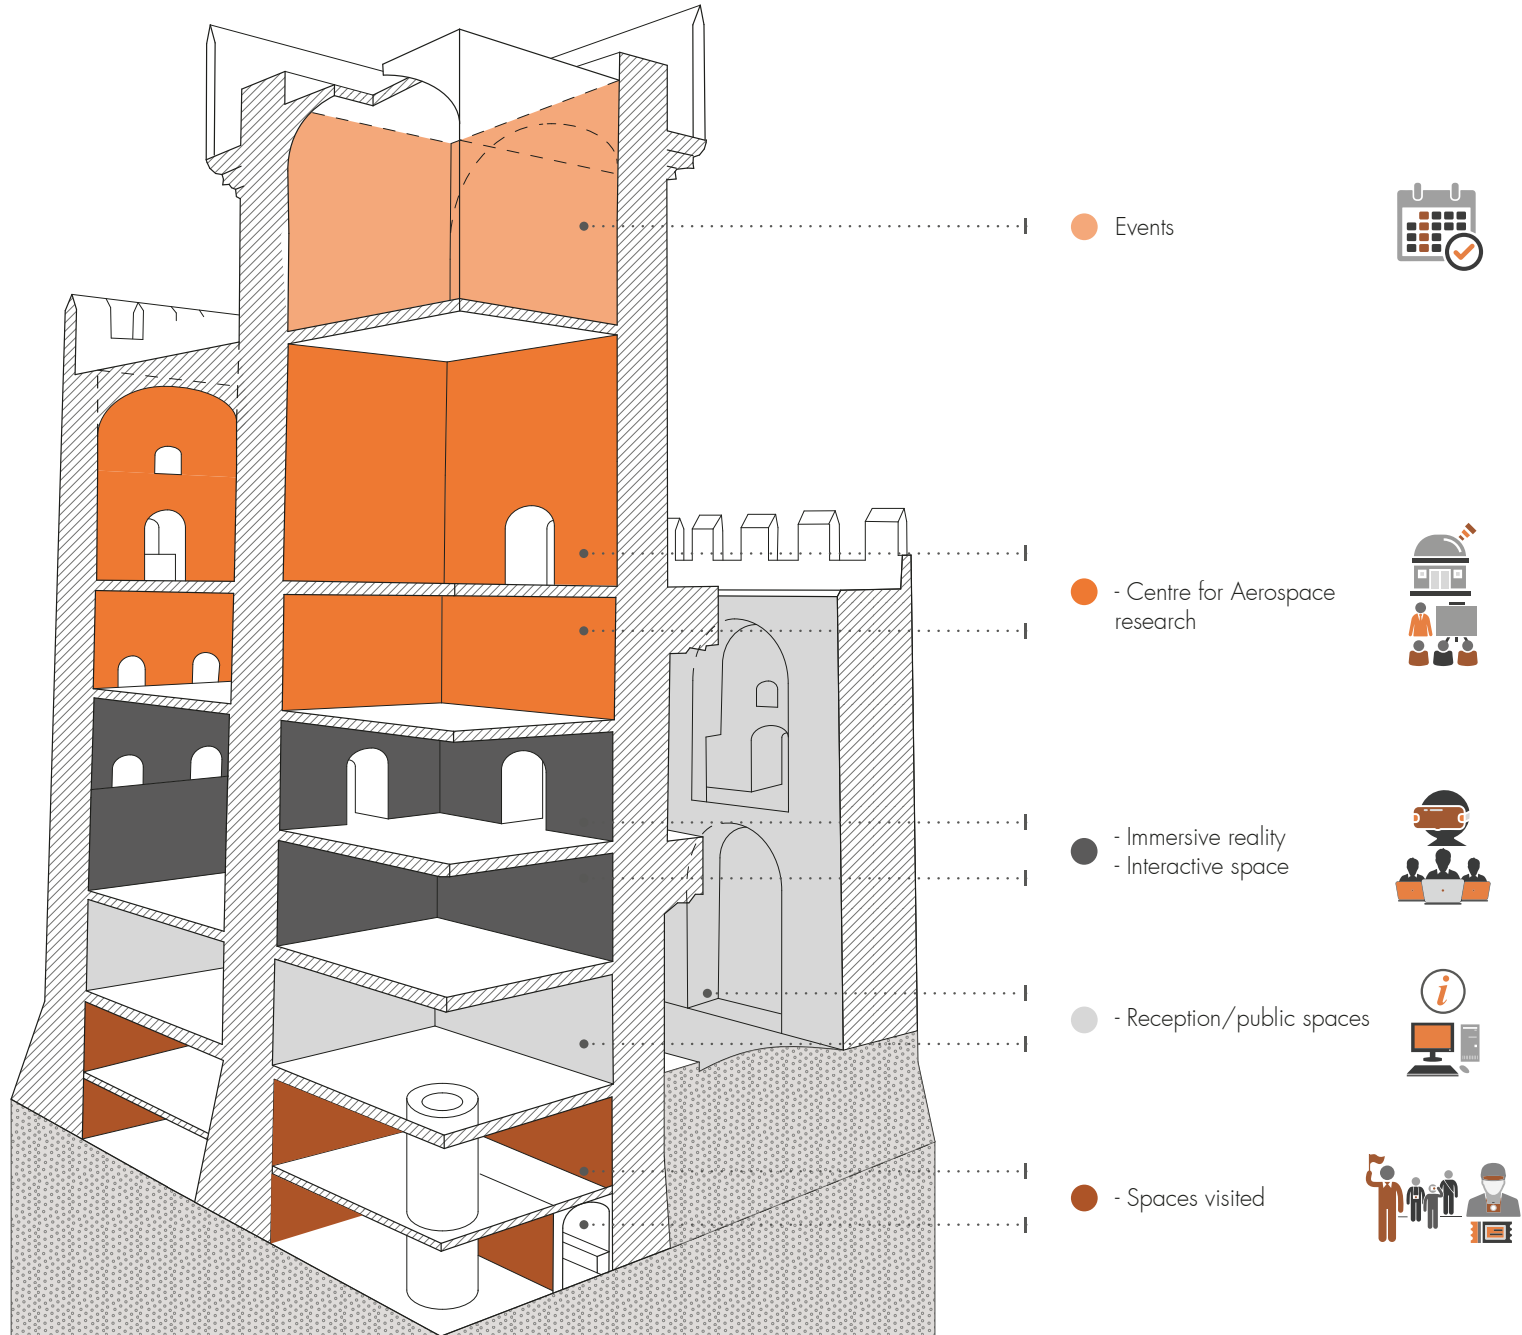 Events
- Centre for Aerospace
research
- Immersive reality
- Interactive space
i
- Reception/public spaces
- Spaces visited